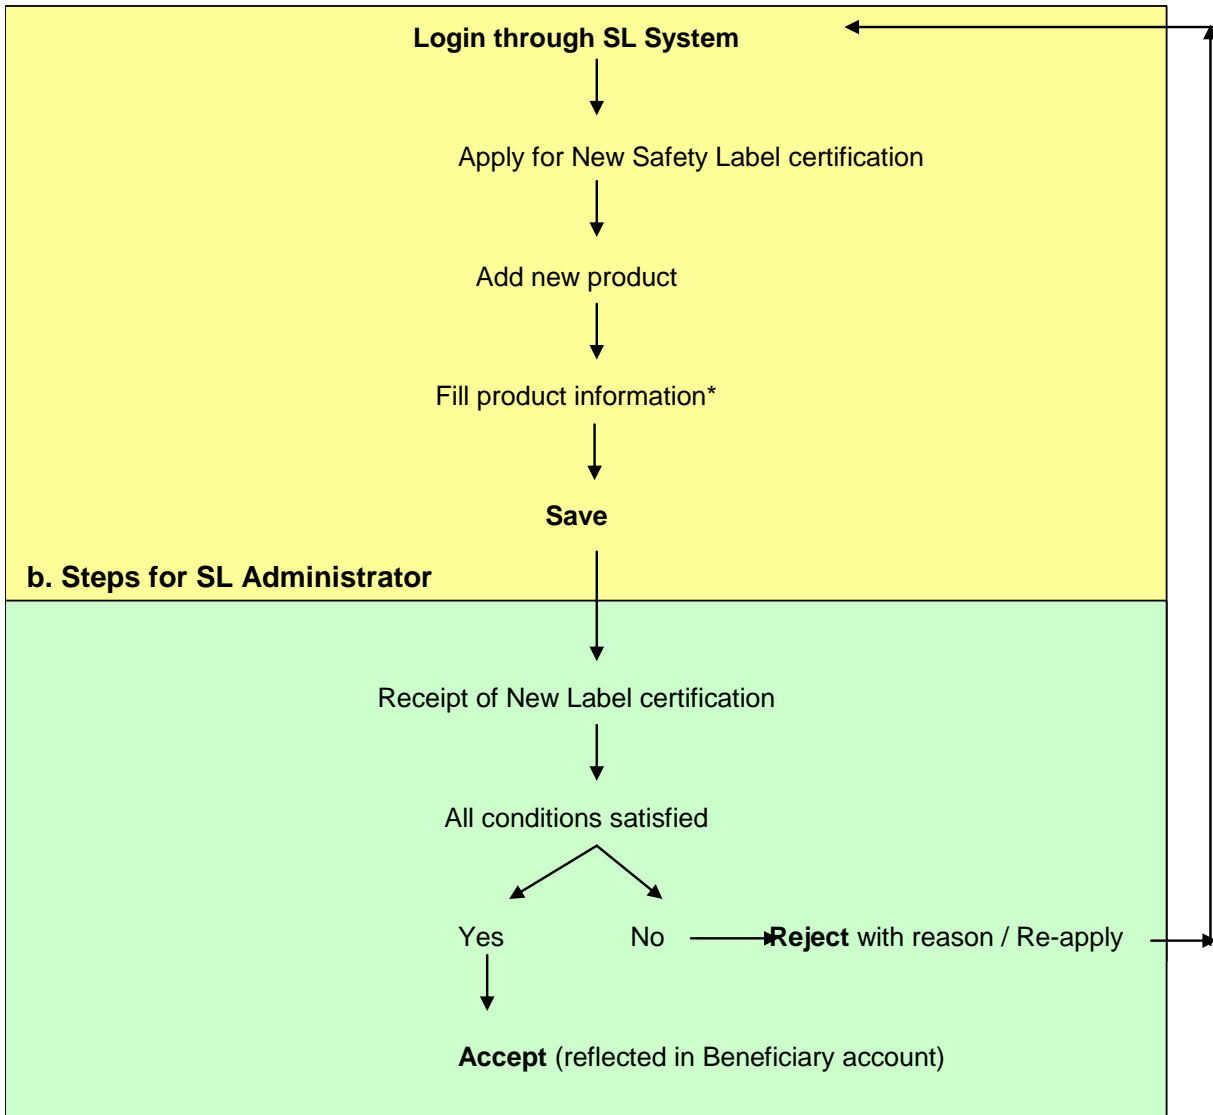 Login through SL System
Apply for New Safety Label certification
Add new product
Fill product information*
Save
b. Steps for SL Administrator
Receipt of New Label certification
All conditions satisfied
Yes No Reject with reason / Re-apply
Accept (reflected in Beneficiary account)